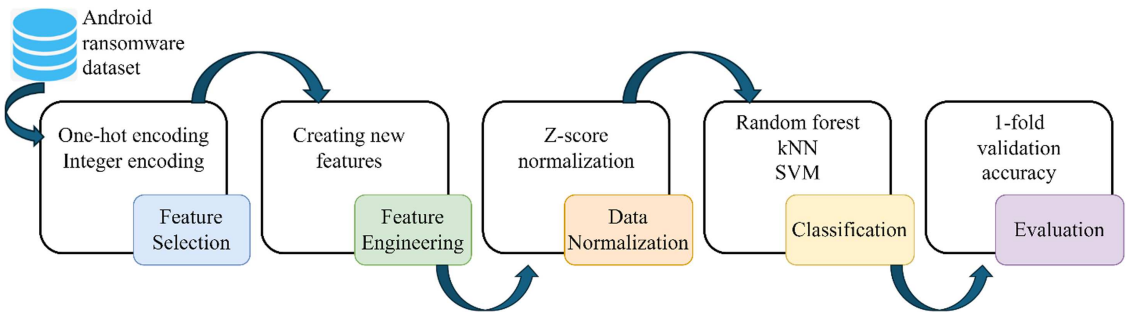 Android
ransomware
dataset
One-hot encoding
Integer encoding
Feature
Selection
Creating new
features
Feature
Engineering
Z-score
normalization
Data
Normalization
Random forest
kNN
SVM
Classification
1-fold
validation
accuracy
Evaluation